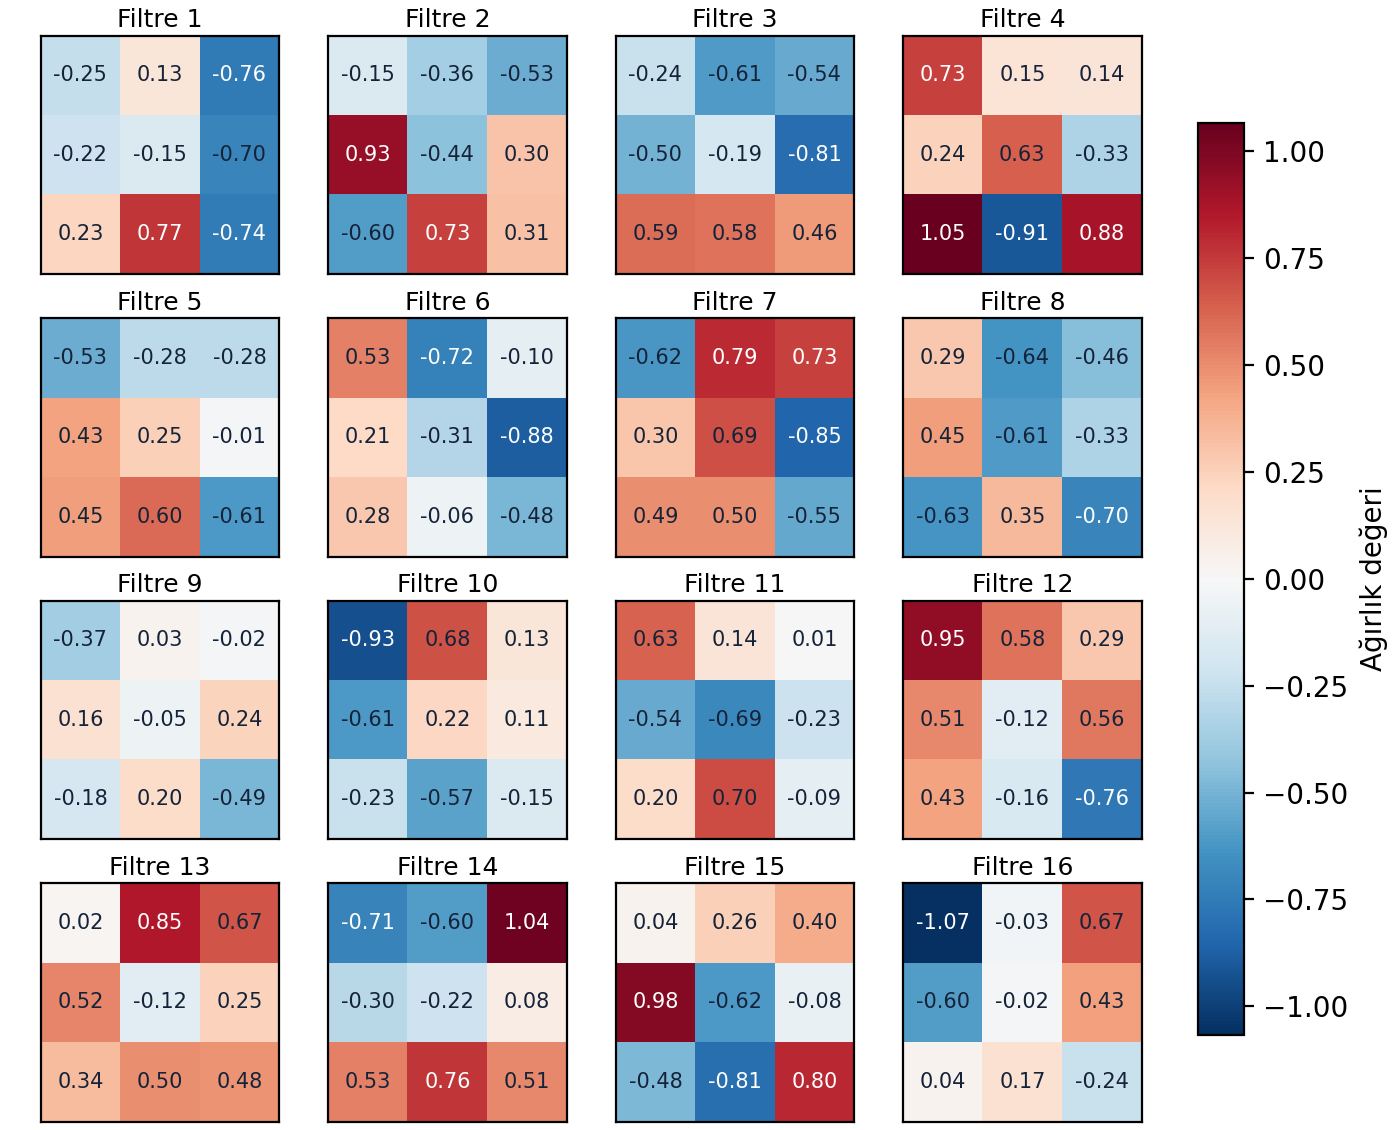 Filtre 1 Filtre 2 Filtre 3 Filtre 4
-0.25 0.13 -0.76 -0.15 -0.36 -0.53 -0.24 -0.61 -0.54 0.73 0.15 0.14
-0.22 -0.15 -0.70 0.93 -0.44 0.30 -0.50 -0.19 -0.81 0.24 0.63 -0.33
0.23 0.77 -0.74 -0.60 0.73 0.31 0.59 0.58 0.46 1.05 -0.91 0.88
Filtre 5 Filtre 6 Filtre 7 Filtre 8
-0.53 -0.28 -0.28 0.53 -0.72 -0.10 -0.62 0.79 0.73 0.29 -0.64 -0.46
0.43 0.25 -0.01 0.21 -0.31 -0.88 0.30 0.69 -0.85 0.45 -0.61 -0.33
0.45 0.60 -0.61 0.28 -0.06 -0.48 0.49 0.50 -0.55 -0.63 0.35 -0.70
Filtre 9 Filtre 10 Filtre 11 Filtre 12
-0.37 0.03 -0.02 -0.93 0.68 0.13 0.63 0.14 0.01 0.95 0.58 0.29
0.16 -0.05 0.24 -0.61 0.22 0.11 -0.54 -0.69 -0.23 0.51 -0.12 0.56
-0.18 0.20 -0.49 -0.23 -0.57 -0.15 0.20 0.70 -0.09 0.43 -0.16 -0.76
Filtre 13 Filtre 14 Filtre 15 Filtre 16
0.02 0.85 0.67 -0.71 -0.60 1.04 0.04 0.26 0.40 -1.07 -0.03 0.67
0.52 -0.12 0.25 -0.30 -0.22 0.08 0.98 -0.62 -0.08 -0.60 -0.02 0.43
0.34 0.50 0.48 0.53 0.76 0.51 -0.48 -0.81 0.80 0.04 0.17 -0.24
1.00
0.75
0.50
0.25
0.00
−0.25
−0.50
−0.75
−1.00
Ağırlık değeri